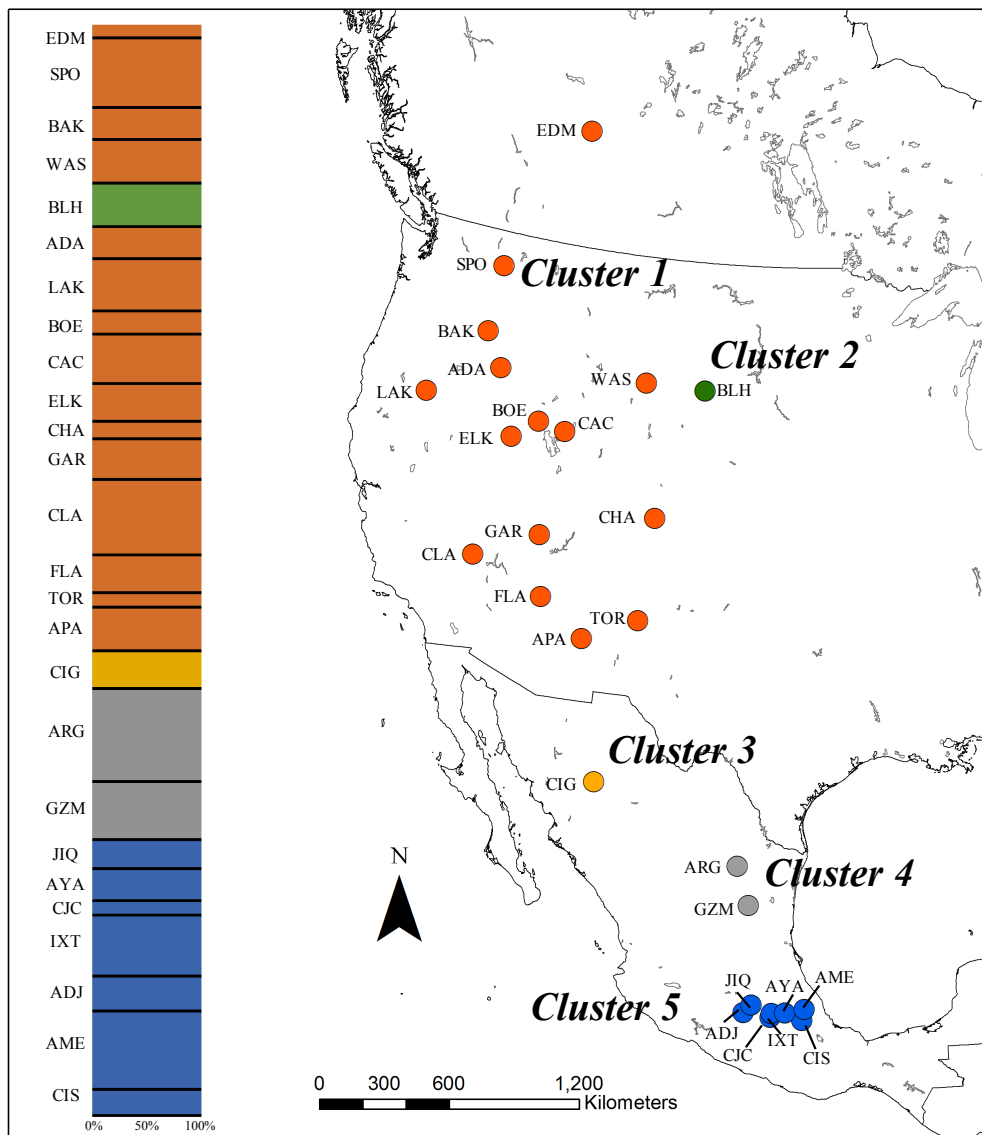 EDM
SPO
BAK
WAS
BLH
ADA
LAK
BOE
CAC
ELK
CHA
GAR
CLA
FLA
TOR
APA
CIG
ARG
GZM
JIQ
AYA
CJC
IXT
ADJ
AME
CIS
0% 50% 100%
EDM
SPO
Cluster 1
BAK
ADA
LAK
WAS
Cluster 2
BLH
BOE
CAC
ELK
CHA
GAR
CLA
FLA
TOR
APA
Cluster 3
CIG
ARG
Cluster 4
GZM
N
JIQ
AYA
AME
Cluster 5
ADJ
CJC
IXT
CIS
0 300 600 1,200
Kilometers